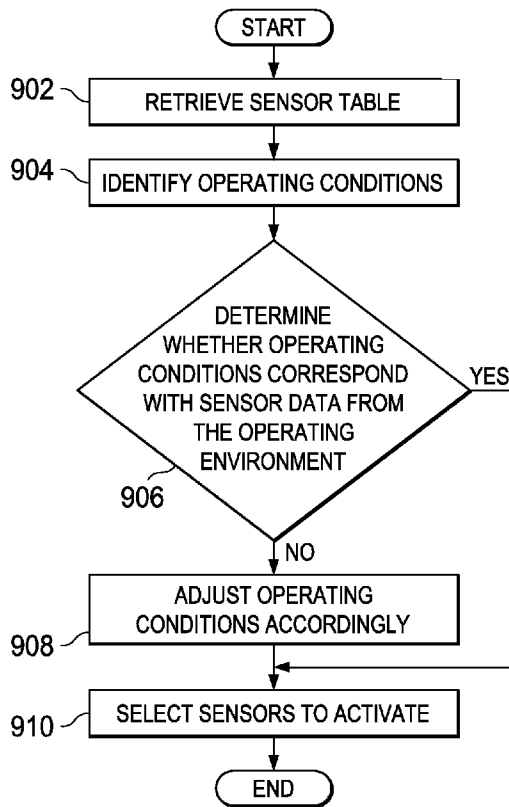 START
902
RETRIEVE SENSOR TABLE
904
IDENTIFY OPERATING CONDITIONS
DETERMINE
WHETHER OPERATING
CONDITIONS CORRESPOND
WITH SENSOR DATA FROM
THE OPERATING
ENVIRONMENT
YES
906
NO
ADJUST OPERATING
CONDITIONS ACCORDINGLY
908
SELECT SENSORS TO ACTIVATE
910
END